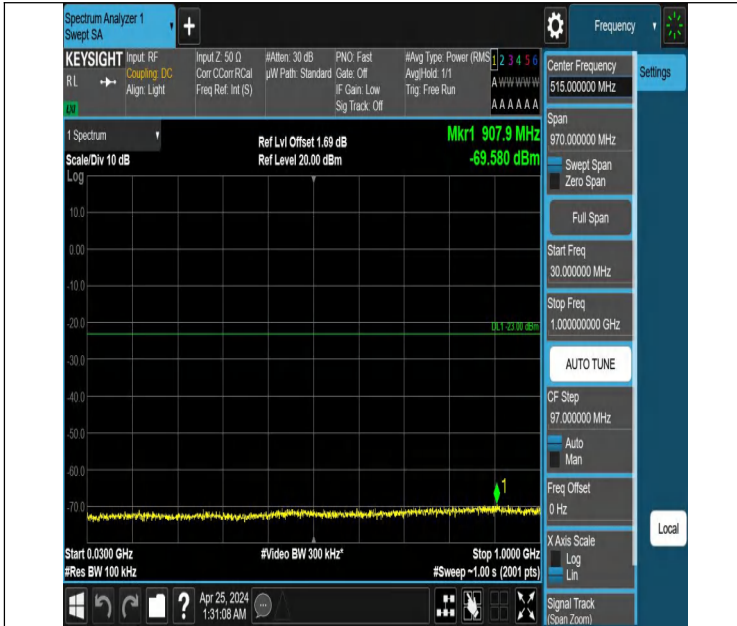 Spectrum Analyzer 1
Swept SA
Frequency
KEYSIGHT
RL
Input: RF
Coupling: DC
Align: Light
Input Z: 50 Ω
Corr CCorr RCal
Freq Ref: Int (S)
#Atten: 30 dB
µW Path: Standard
PNO: Fast
Gate: Off
IF Gain: Low
Sig Track: Off
#Avg Type: Power (RMS
Avg|Hold: 1/1
Trig: Free Run
1 2 3 4 5 6
A W W W W W
A A A A A A
1 Spectrum
Scale/Div 10 dB
Ref Lvl Offset 1.69 dB
Ref Level 20.00 dBm
Mkr1 907.9 MHz
-69.580 dBm
Log
10.0
0.00
-10.0
-20.0
DL1 -23.00 dBm
-30.0
-40.0
-50.0
-60.0
1
-70.0
Start 0.0300 GHz
#Res BW 100 kHz
#Video BW 300 kHz*
Stop 1.0000 GHz
#Sweep ~1.00 s (2001 pts)
Apr 25, 2024
1:31:08 AM
Center Frequency
515.000000 MHz
Settings
Span
970.000000 MHz
Swept Span
Zero Span
Full Span
Start Freq
30.000000 MHz
Stop Freq
1.000000000 GHz
AUTO TUNE
CF Step
97.000000 MHz
Auto
Man
Freq Offset
0 Hz
Local
X Axis Scale
Log
Lin
Signal Track
(Span Zoom)